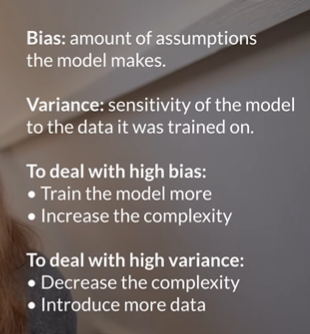 Bias: amount of assumptions
the model makes.
Variance: sensitivity of the model
to the data it was trained on.
To deal with high bias:
• Train the model more
• Increase the complexity
To deal with high variance:
• Decrease the complexity
• Introduce more data